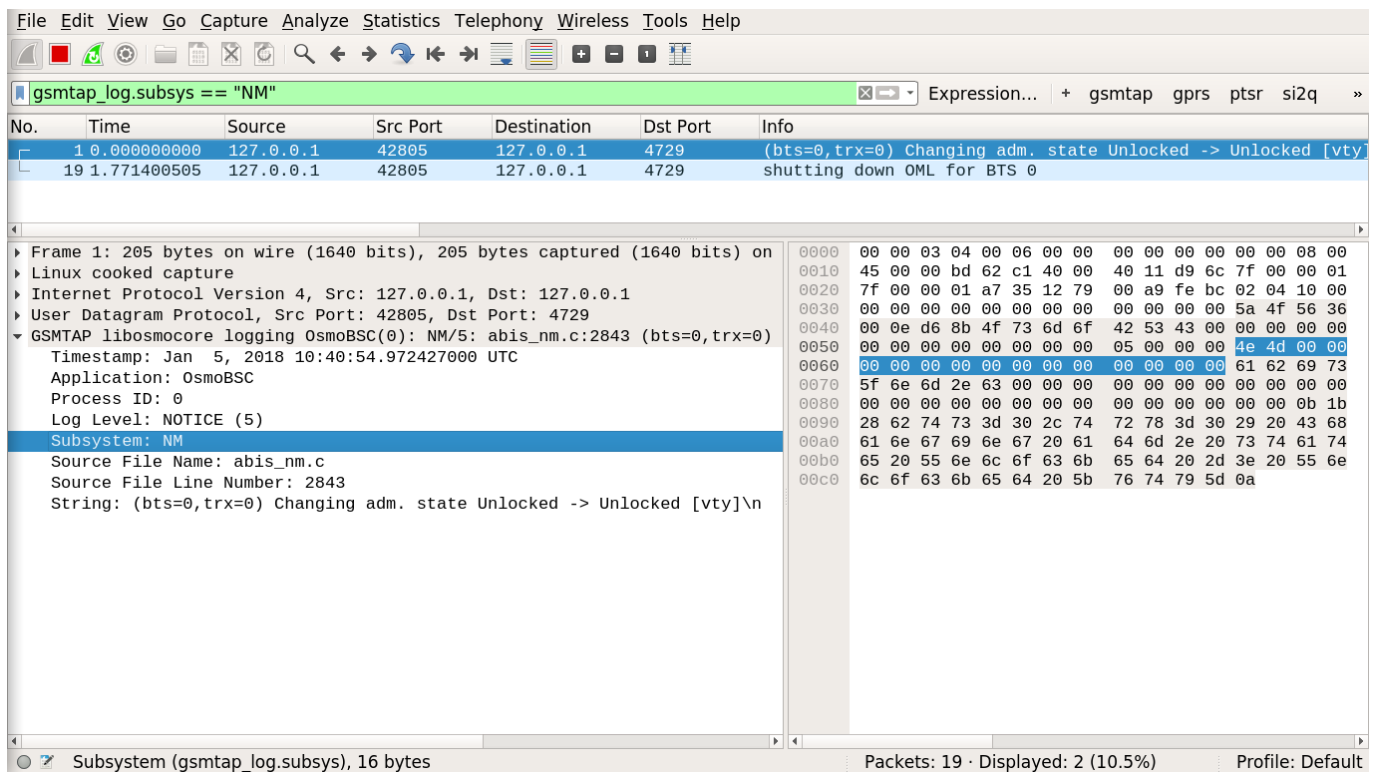 File Edit View Go Capture Analyze Statistics Telephony Wireless Tools Help
gsmtap_log.subsys == "NM" Expression… + gsmtap gprs ptsr si2q »
No. Time Source Src Port Destination Dst Port Info
1 0.000000000 127.0.0.1 42805 127.0.0.1 4729 (bts=0,trx=0) Changing adm. state Unlocked -> Unlocked [vty]
19 1.771400505 127.0.0.1 42805 127.0.0.1 4729 shutting down OML for BTS 0
Frame 1: 205 bytes on wire (1640 bits), 205 bytes captured (1640 bits) on
Linux cooked capture
Internet Protocol Version 4, Src: 127.0.0.1, Dst: 127.0.0.1
User Datagram Protocol, Src Port: 42805, Dst Port: 4729
GSMTAP libosmocore logging OsmoBSC(0): NM/5: abis_nm.c:2843 (bts=0,trx=0)
Timestamp: Jan  5, 2018 10:40:54.972427000 UTC
Application: OsmoBSC
Process ID: 0
Log Level: NOTICE (5)
Subsystem: NM
Source File Name: abis_nm.c
Source File Line Number: 2843
String: (bts=0,trx=0) Changing adm. state Unlocked -> Unlocked [vty]\n
0000 00 00 03 04 00 06 00 00 00 00 00 00 00 00 08 00
0010 45 00 00 bd 62 c1 40 00 40 11 d9 6c 7f 00 00 01
0020 7f 00 00 01 a7 35 12 79 00 a9 fe bc 02 04 10 00
0030 00 00 00 00 00 00 00 00 00 00 00 00 5a 4f 56 36
0040 00 0e d6 8b 4f 73 6d 6f 42 53 43 00 00 00 00 00
0050 00 00 00 00 00 00 00 00 05 00 00 00 4e 4d 00 00
0060 00 00 00 00 00 00 00 00 00 00 00 00 61 62 69 73
0070 5f 6e 6d 2e 63 00 00 00 00 00 00 00 00 00 00 00
0080 00 00 00 00 00 00 00 00 00 00 00 00 00 00 0b 1b
0090 28 62 74 73 3d 30 2c 74 72 78 3d 30 29 20 43 68
00a0 61 6e 67 69 6e 67 20 61 64 6d 2e 20 73 74 61 74
00b0 65 20 55 6e 6c 6f 63 6b 65 64 20 2d 3e 20 55 6e
00c0 6c 6f 63 6b 65 64 20 5b 76 74 79 5d 0a
Subsystem (gsmtap_log.subsys), 16 bytes Packets: 19 · Displayed: 2 (10.5%) Profile: Default